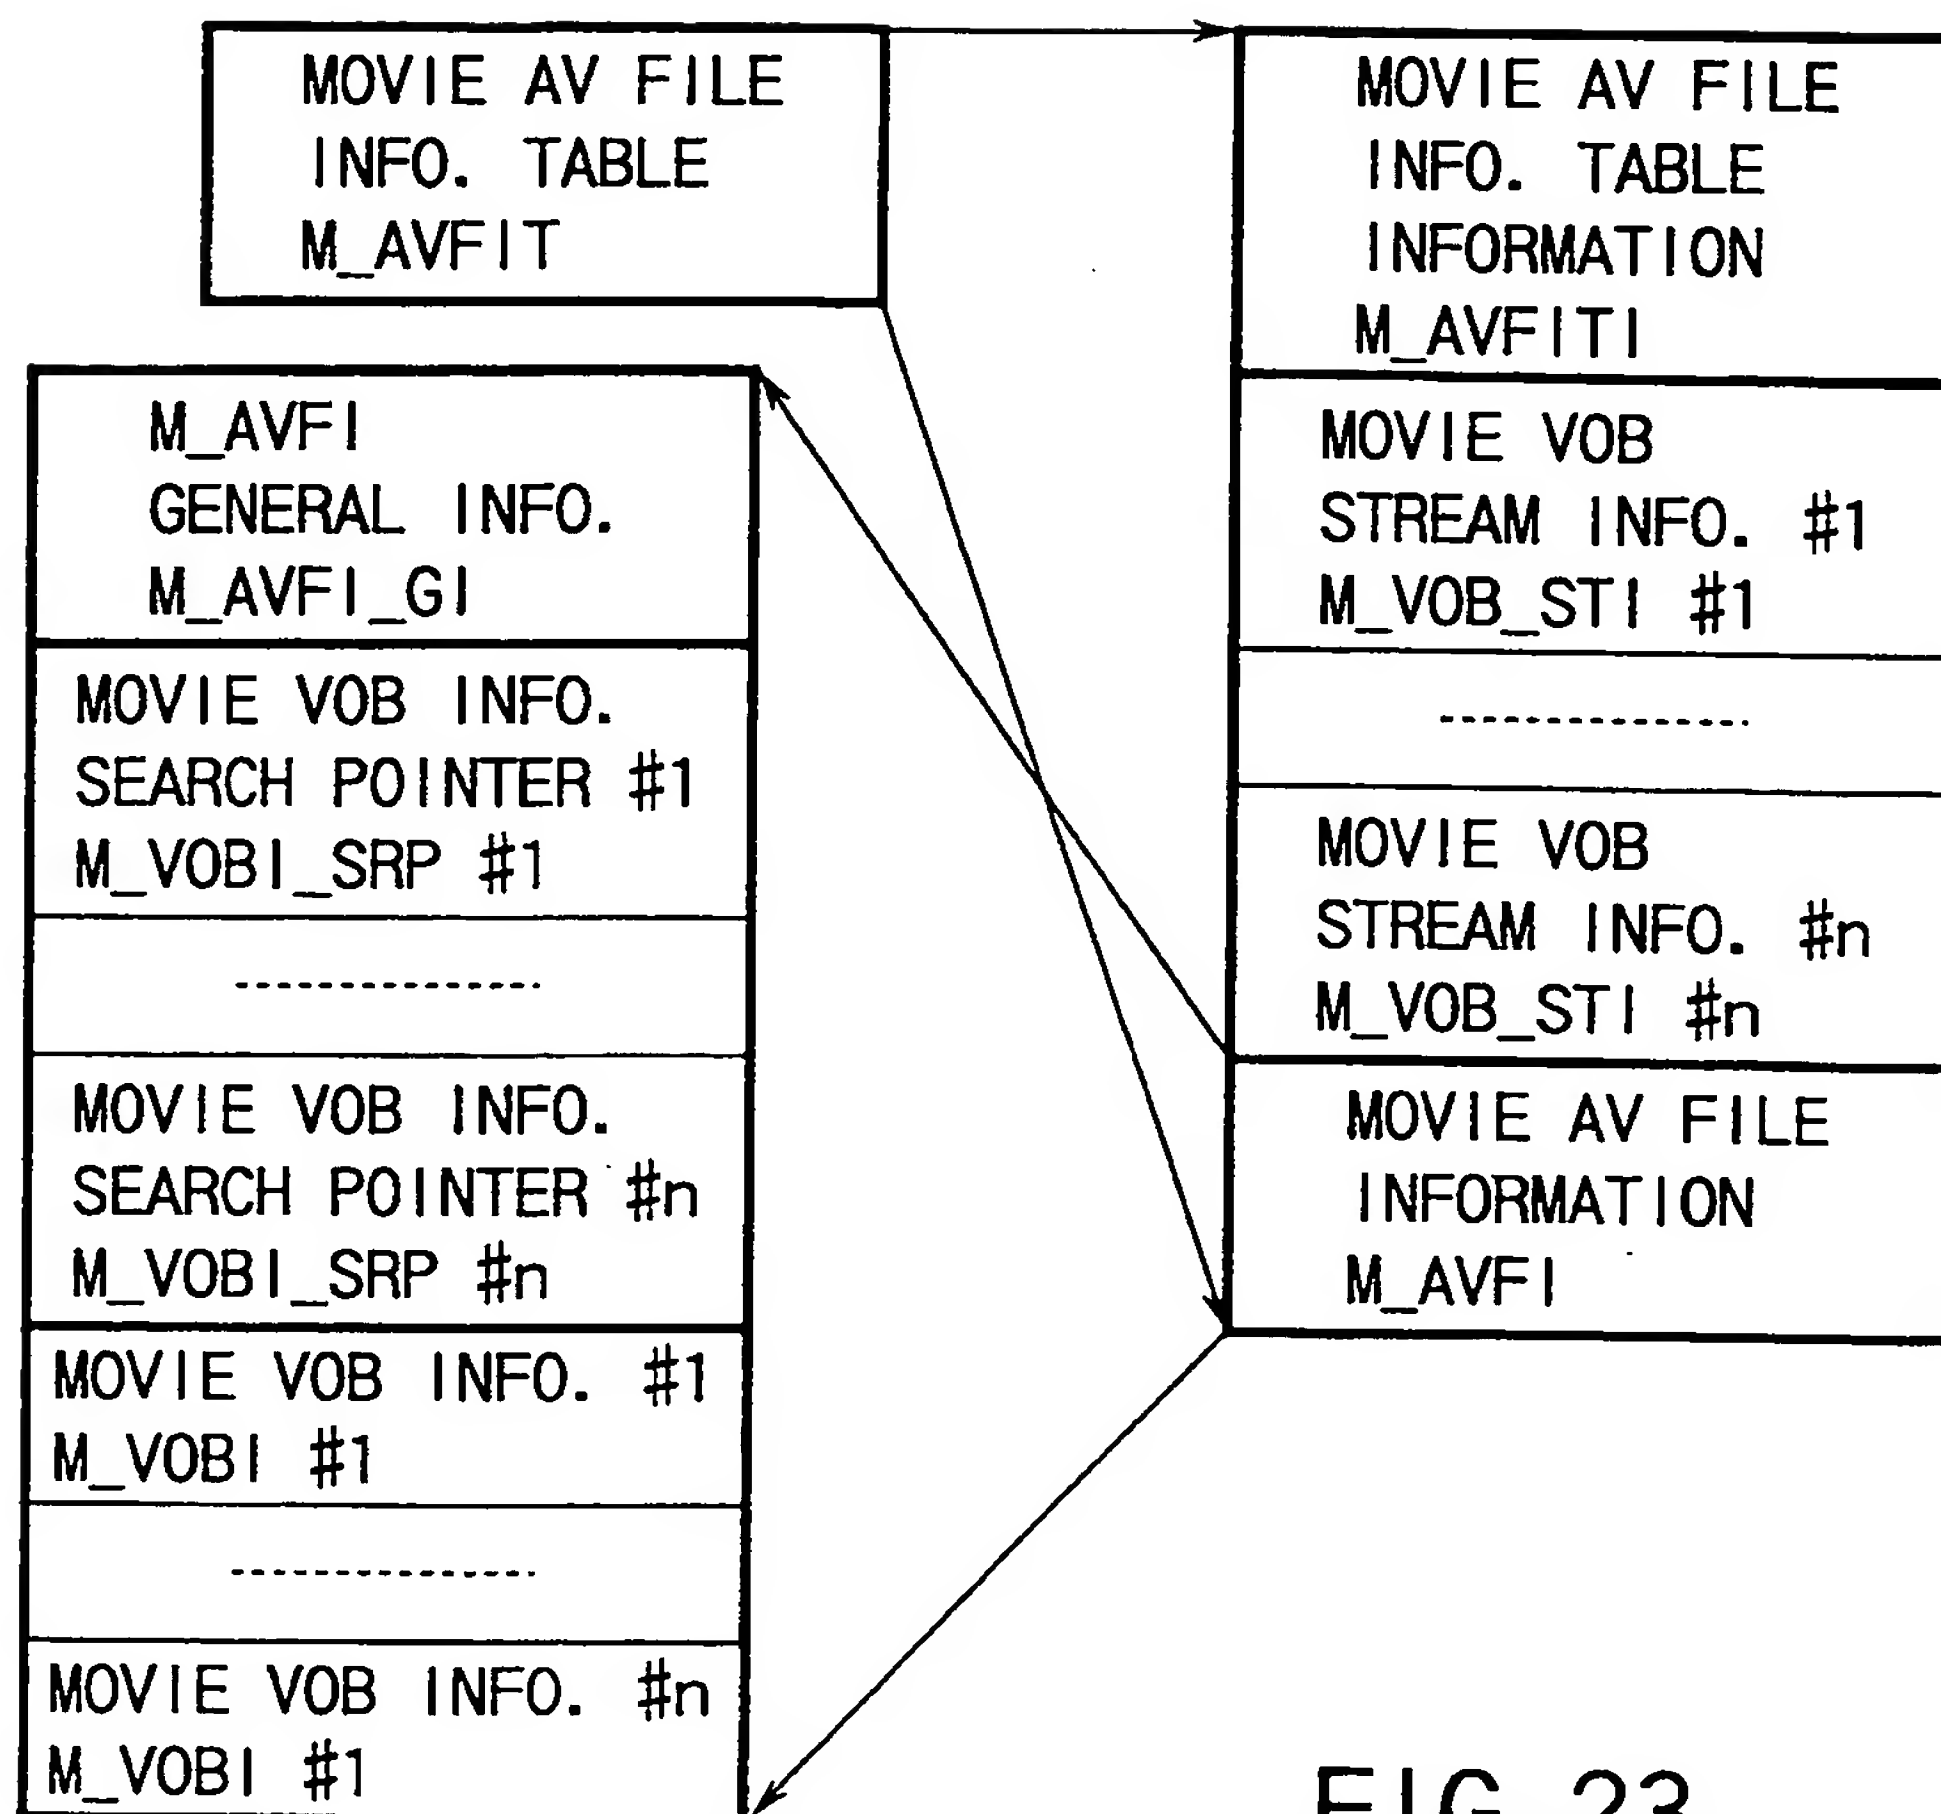 MOVIE AV FILE
INFO. TABLE
M_AVFIT
MOVIE AV FILE
INFO. TABLE
INFORMATION
M_AVFITI
MOVIE VOB
STREAM INFO. #1
M_VOB_STI #1
MOVIE VOB
STREAM INFO. #n
M_VOB_STI #n
MOVIE AV FILE
INFORMATION
M_AVFI
M_AVFI
GENERAL INFO.
M_AVFI_GI
MOVIE VOB INFO.
SEARCH POINTER #1
M_VOBI_SRP #1
MOVIE VOB INFO.
SEARCH POINTER #n
M_VOBI_SRP #n
MOVIE VOB INFO. #1
M_VOBI #1
MOVIE VOB INFO. #n
M_VOBI #1
FIG. 23